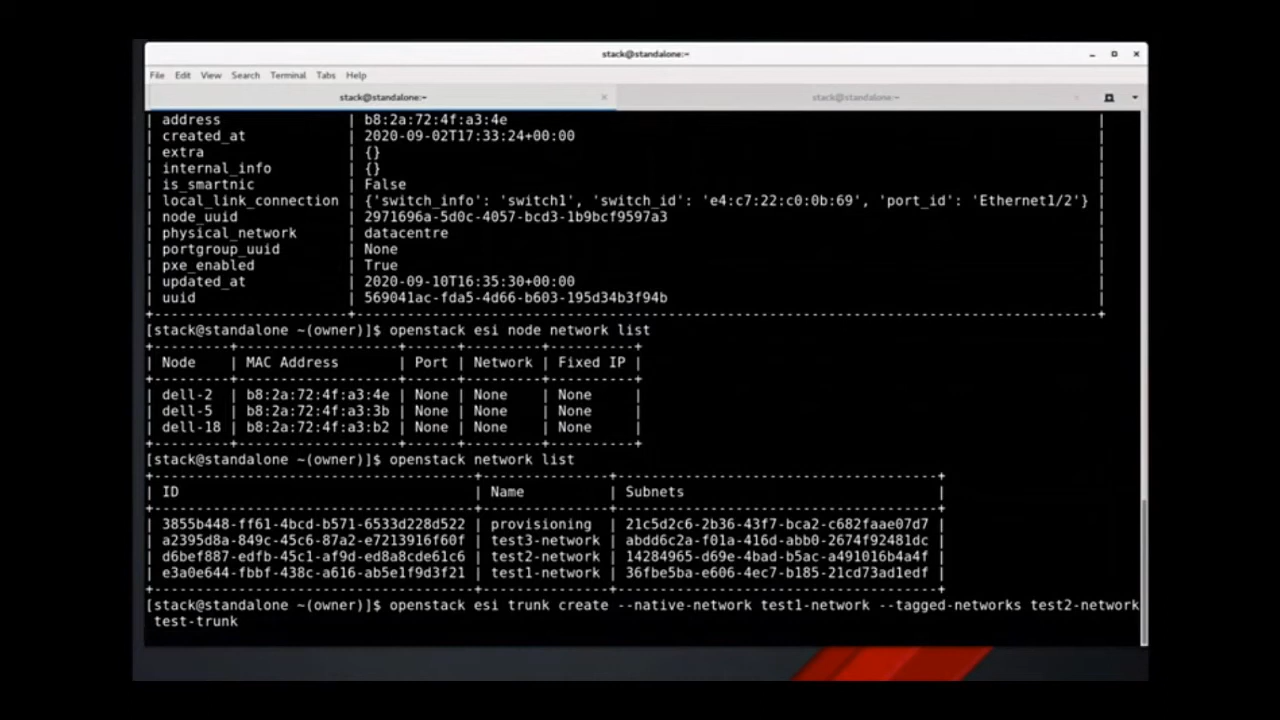 stack@standalone:~
File Edit View Search Terminal Tabs Help
stack@standalone:~ × stack@standalone:~ ×
| address | b8:2a:72:4f:a3:4e |
| created_at | 2020-09-02T17:33:24+00:00 |
| extra | {} |
| internal_info | {} |
| is_smartnic | False |
| local_link_connection | {'switch_info': 'switch1', 'switch_id': 'e4:c7:22:c0:0b:69', 'port_id': 'Ethernet1/2'} |
| node_uuid | 2971696a-5d0c-4057-bcd3-1b9bcf9597a3 |
| physical_network | datacentre |
| portgroup_uuid | None |
| pxe_enabled | True |
| updated_at | 2020-09-10T16:35:30+00:00 |
| uuid | 569041ac-fda5-4d66-b603-195d34b3f94b |
[stack@standalone ~(owner)]$ openstack esi node network list
| Node | MAC Address | Port | Network | Fixed IP |
| dell-2 | b8:2a:72:4f:a3:4e | None | None | None |
| dell-5 | b8:2a:72:4f:a3:3b | None | None | None |
| dell-18 | b8:2a:72:4f:a3:b2 | None | None | None |
[stack@standalone ~(owner)]$ openstack network list
| ID | Name | Subnets |
| 3855b448-ff61-4bcd-b571-6533d228d522 | provisioning | 21c5d2c6-2b36-43f7-bca2-c682faae07d7 |
| a2395d8a-849c-45c6-87a2-e7213916f60f | test3-network | abdd6c2a-f01a-416d-abb0-2674f92481dc |
| d6bef887-edfb-45c1-af9d-ed8a8cde61c6 | test2-network | 14284965-d69e-4bad-b5ac-a491016b4a4f |
| e3a0e644-fbbf-438c-a616-ab5e1f9d3f21 | test1-network | 36fbe5ba-e606-4ec7-b185-21cd73ad1edf |
[stack@standalone ~(owner)]$ openstack esi trunk create --native-network test1-network --tagged-networks test2-network
test-trunk